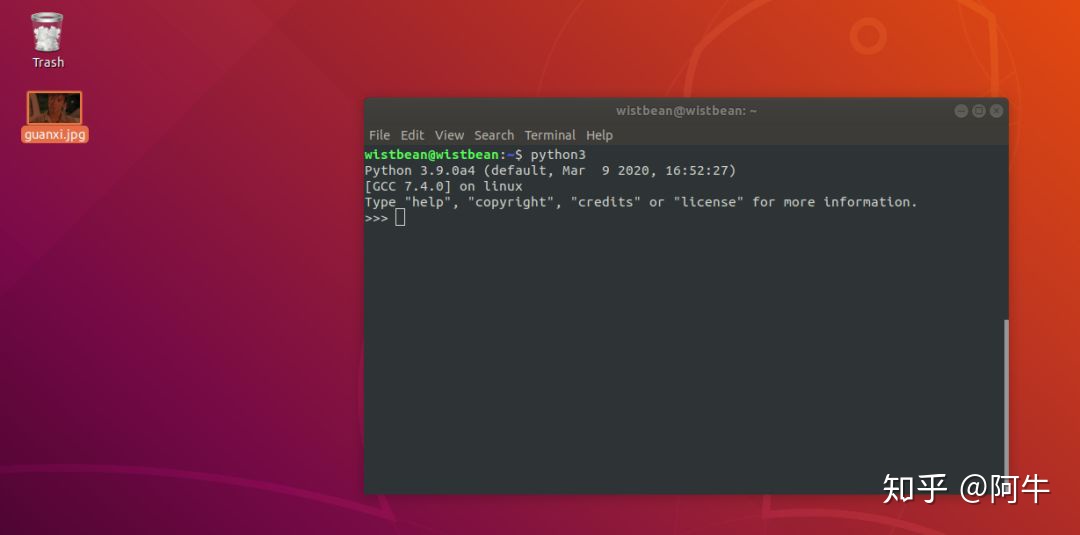 Trash
guanxi.jpg
wistbean@wistbean: ~
File Edit View Search Terminal Help
wistbean@wistbean:~$ python3
Python 3.9.0a4 (default, Mar  9 2020, 16:52:27)
[GCC 7.4.0] on linux
Type "help", "copyright", "credits" or "license" for more information.
>>>
知乎 @阿牛